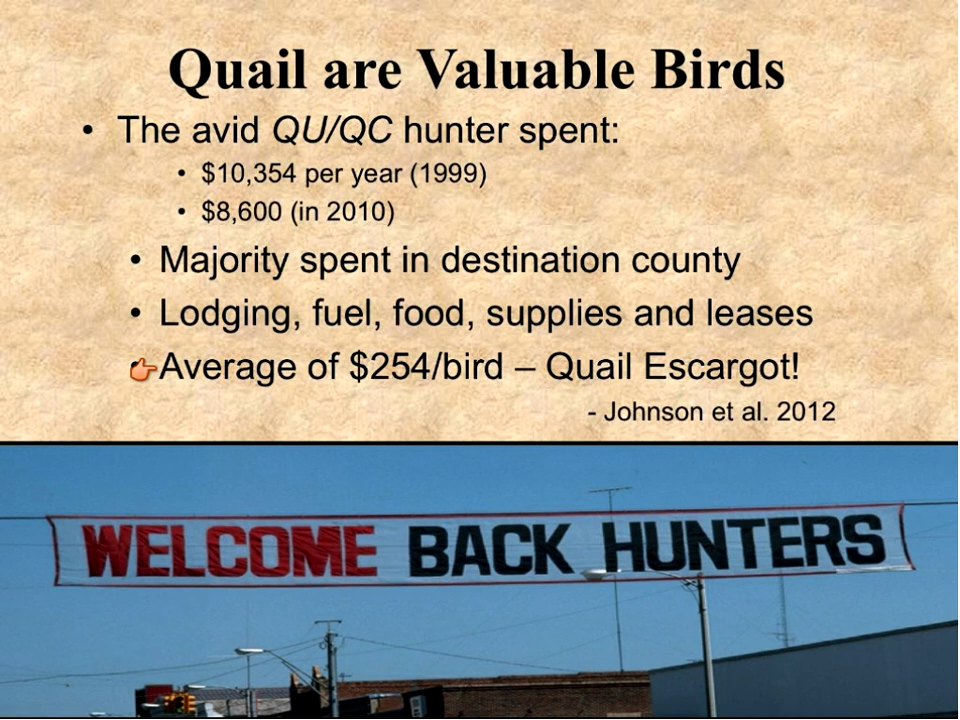 Quail are Valuable Birds
• The avid QU/QC hunter spent:
• $10,354 per year (1999)
• $8,600 (in 2010)
• Majority spent in destination county
• Lodging, fuel, food, supplies and leases
Average of $254/bird – Quail Escargot!
- Johnson et al. 2012
WELCOME BACK HUNTERS